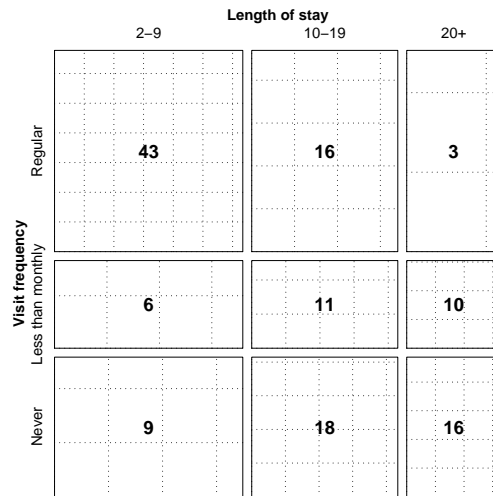 Length of stay
2−9 10−19 20+
Visit frequency
Regular 43 16 3
Less than monthly 6 11 10
Never 9 18 16